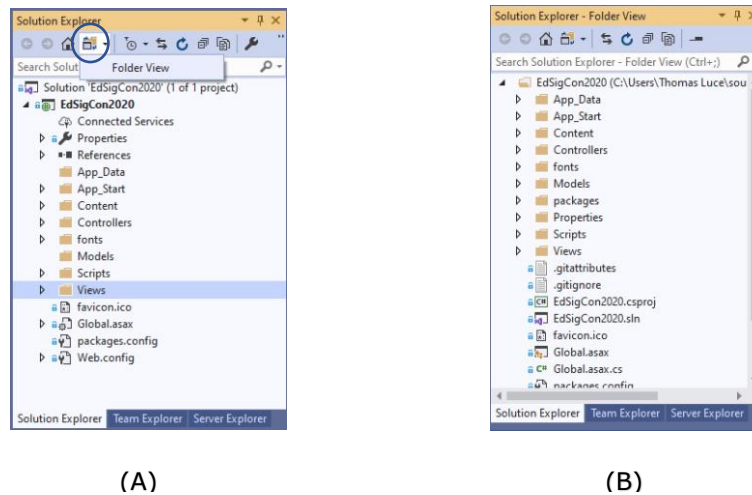 Solution Explorer
Search Solut
Folder View
Solution 'EdSigCon2020' (1 of 1 project)
EdSigCon2020
Connected Services
Properties
References
App_Data
App_Start
Content
Controllers
fonts
Models
Scripts
Views
favicon.ico
Global.asax
packages.config
Web.config
Solution Explorer Team Explorer Server Explorer
(A)
Solution Explorer - Folder View
Search Solution Explorer - Folder View (Ctrl+;)
EdSigCon2020 (C:\Users\Thomas Luce\sou
App_Data
App_Start
Content
Controllers
fonts
Models
packages
Properties
Scripts
Views
.gitattributes
.gitignore
EdSigCon2020.csproj
EdSigCon2020.sln
favicon.ico
Global.asax
Global.asax.cs
packages.config
Solution Explorer Team Explorer Server Explorer
(B)